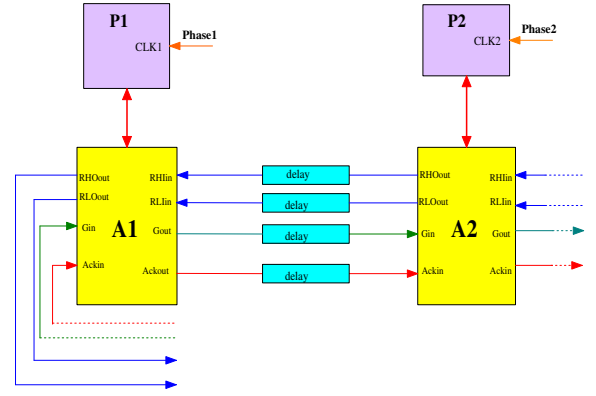 P1
CLK1
Phase1
P2
CLK2
Phase2
RHOout
RHIin
delay
RHOout
RHIin
RLOout
RLIin
delay
RLOout
RLIin
Gin
A1
Gout
delay
Gin
A2
Gout
Ackin
Ackout
delay
Ackin
Ackin